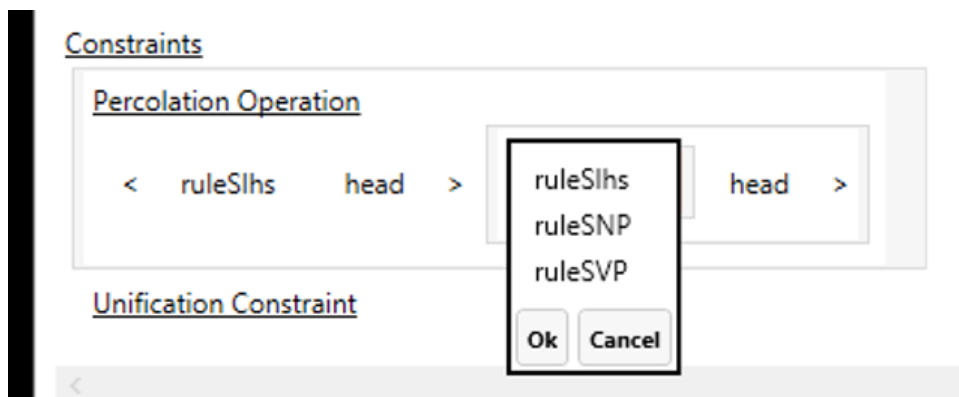 Constraints
Percolation Operation
< ruleSlhs head > head >
ruleSlhs
ruleSNP
ruleSVP
Unification Constraint
Ok Cancel
<